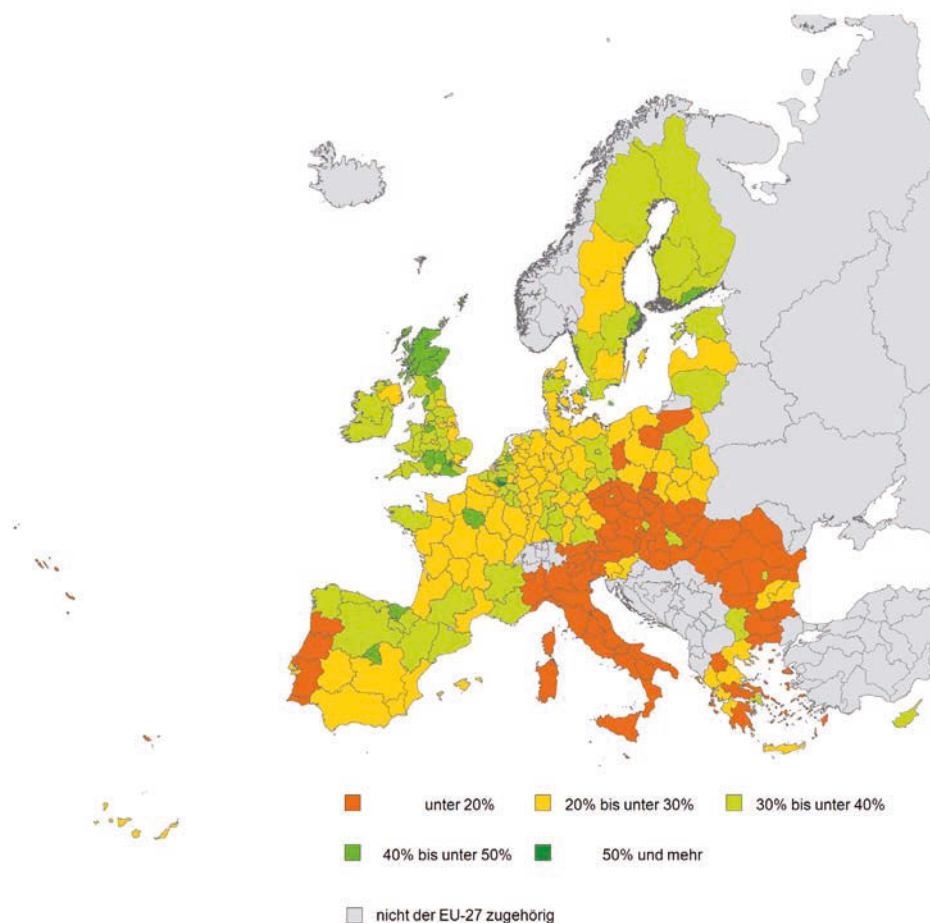 unter 20% 20% bis unter 30% 30% bis unter 40%
40% bis unter 50% 50% und mehr
nicht der EU-27 zugehörig